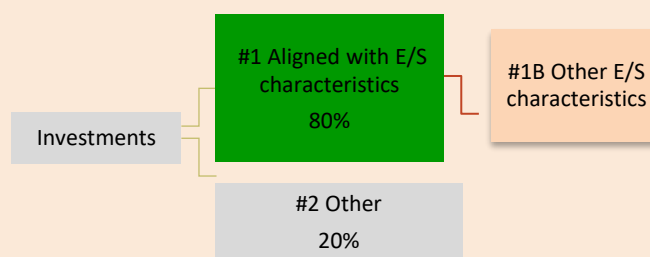 Investments
#1 Aligned with E/S
characteristics
80%
#1B Other E/S
characteristics
#2 Other
20%